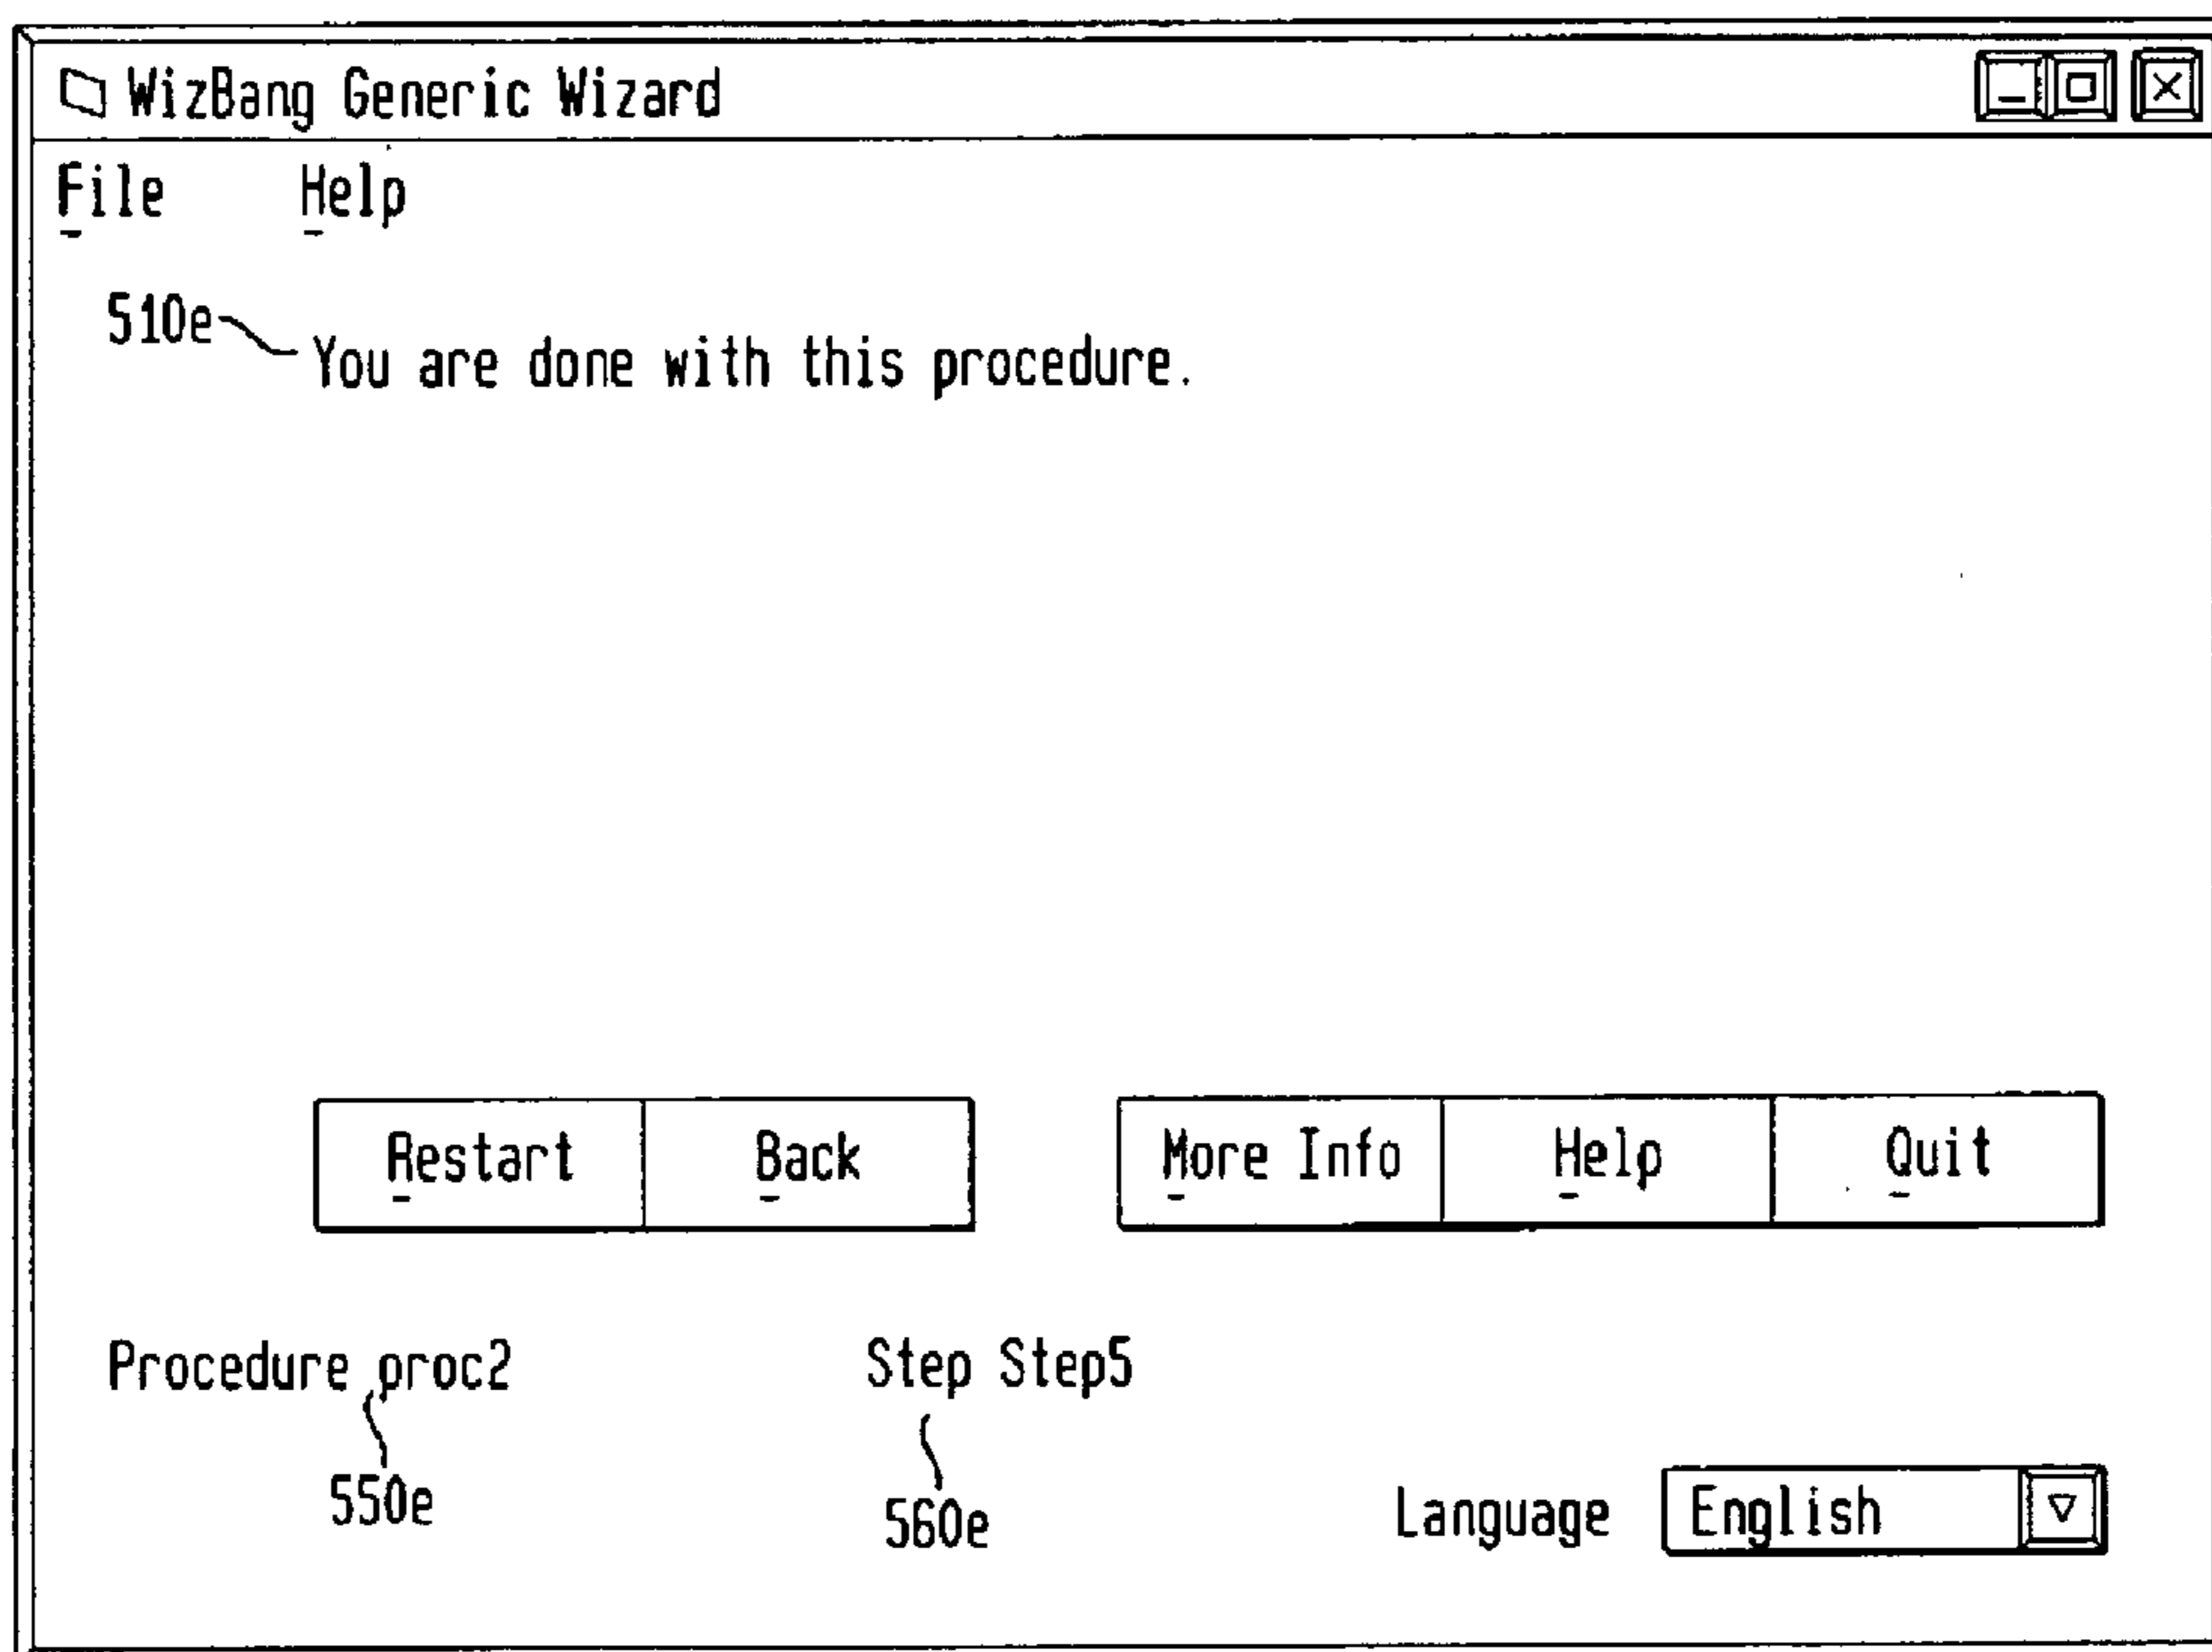 WizBang Generic Wizard
File Help
510e
You are done with this procedure.
Restart Back More Info Help Quit
Procedure proc2 Step Step5
550e 560e
Language English